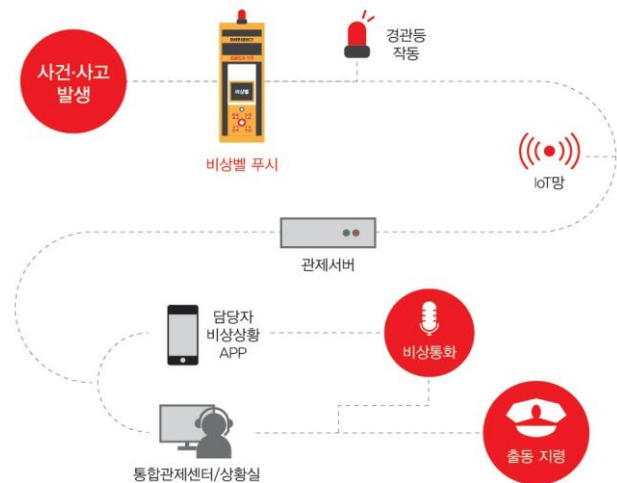 사건·사고
발생
EMERGENCY
비상벨
비상벨 푸시
경관등
작동
IoT망
관제서버
담당자
비상상황
APP
비상통화
통합관제센터/상황실
출동 지령